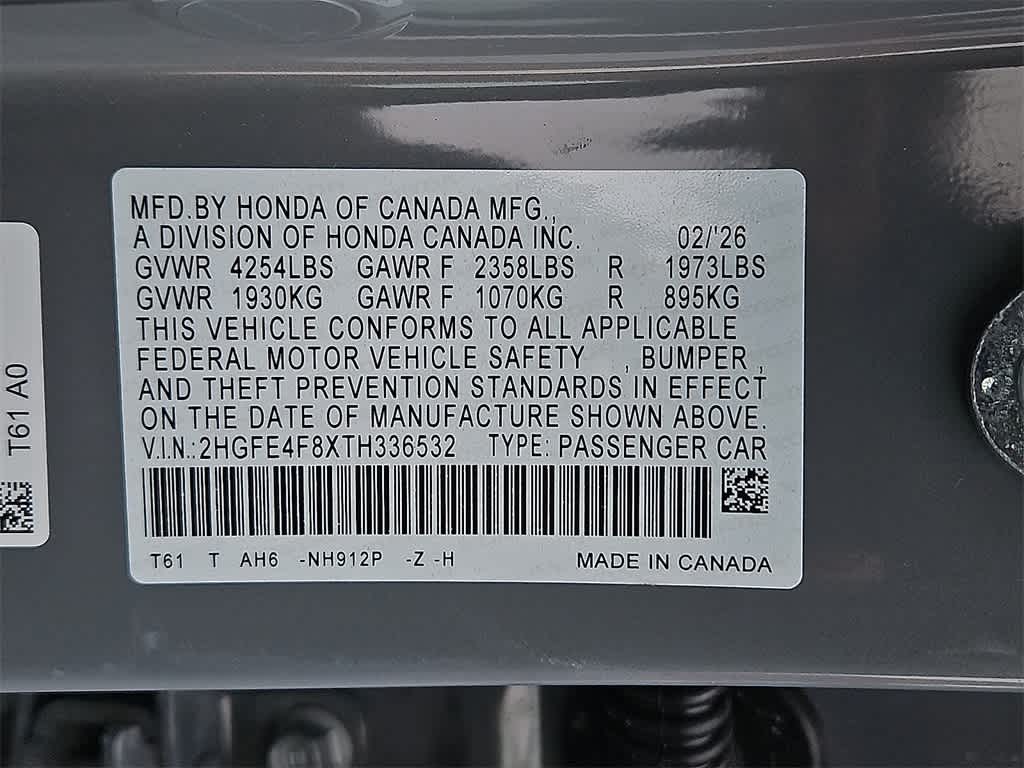 MFD.BY HONDA OF CANADA MFG.,
A DIVISION OF HONDA CANADA INC. 02/'26
GVWR 4254LBS GAWR F 2358LBS R 1973LBS
GVWR 1930KG GAWR F 1070KG R 895KG
THIS VEHICLE CONFORMS TO ALL APPLICABLE
FEDERAL MOTOR VEHICLE SAFETY , BUMPER ,
AND THEFT PREVENTION STANDARDS IN EFFECT
ON THE DATE OF MANUFACTURE SHOWN ABOVE.
V.I.N.:2HGFE4F8XTH336532 TYPE: PASSENGER CAR
T61 T AH6 -NH912P -Z -H MADE IN CANADA
T61 A0